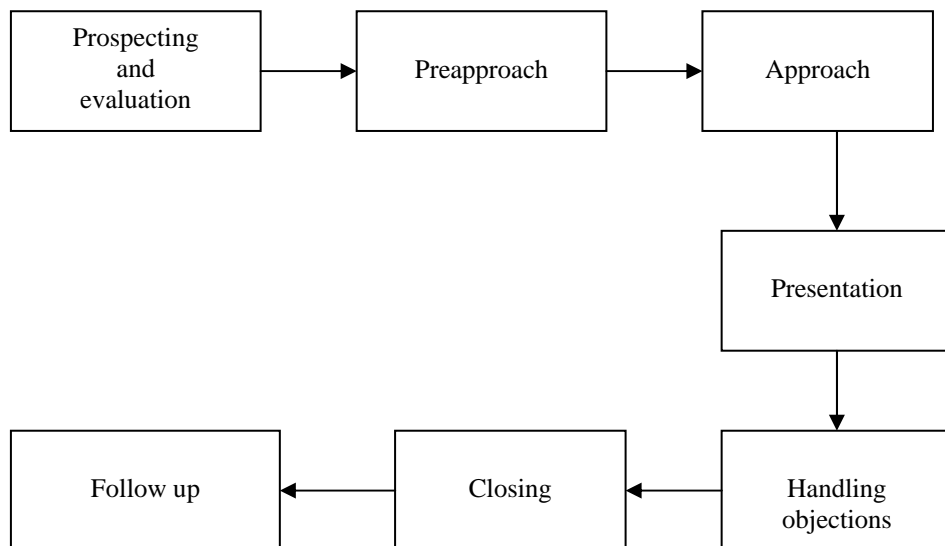 Prospecting
and
evaluation
Preapproach
Approach
Presentation
Handling
objections
Closing
Follow up